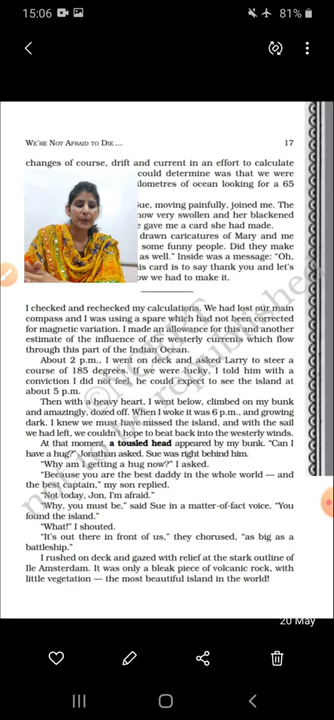 15:06
81%
WE'RE NOT AFRAID TO DIE ...
17
changes of course, drift and current in an effort to calculate
could determine was that we were
ilometres of ocean looking for a 65
ue, moving painfully, joined me. The
now very swollen and her blackened
gave me a card she had made.
drawn caricatures of Mary and me
some funny people. Did they make
as well." Inside was a message: "Oh,
is card is to say thank you and let's
ow we had to make it.
I checked and rechecked my calculations. We had lost our main
compass and I was using a spare which had not been corrected
for magnetic variation. I made an allowance for this and another
estimate of the influence of the westerly currents which flow
through this part of the Indian Ocean.
About 2 p.m., I went on deck and asked Larry to steer a
course of 185 degrees. If we were lucky, I told him with a
conviction I did not feel, he could expect to see the island at
about 5 p.m.
Then with a heavy heart, I went below, climbed on my bunk
and amazingly, dozed off. When I woke it was 6 p.m., and growing
dark. I knew we must have missed the island, and with the sail
we had left, we couldn't hope to beat back into the westerly winds.
At that moment, a tousled head appeared by my bunk. "Can I
have a hug?" Jonathan asked. Sue was right behind him.
"Why am I getting a hug now?" I asked.
"Because you are the best daddy in the whole world — and
the best captain," my son replied.
"Not today, Jon, I'm afraid."
"Why, you must be," said Sue in a matter-of-fact voice. "You
found the island."
"What!" I shouted.
"It's out there in front of us," they chorused, "as big as a
battleship."
I rushed on deck and gazed with relief at the stark outline of
Ile Amsterdam. It was only a bleak piece of volcanic rock, with
little vegetation — the most beautiful island in the world!
not to be republished
20 May